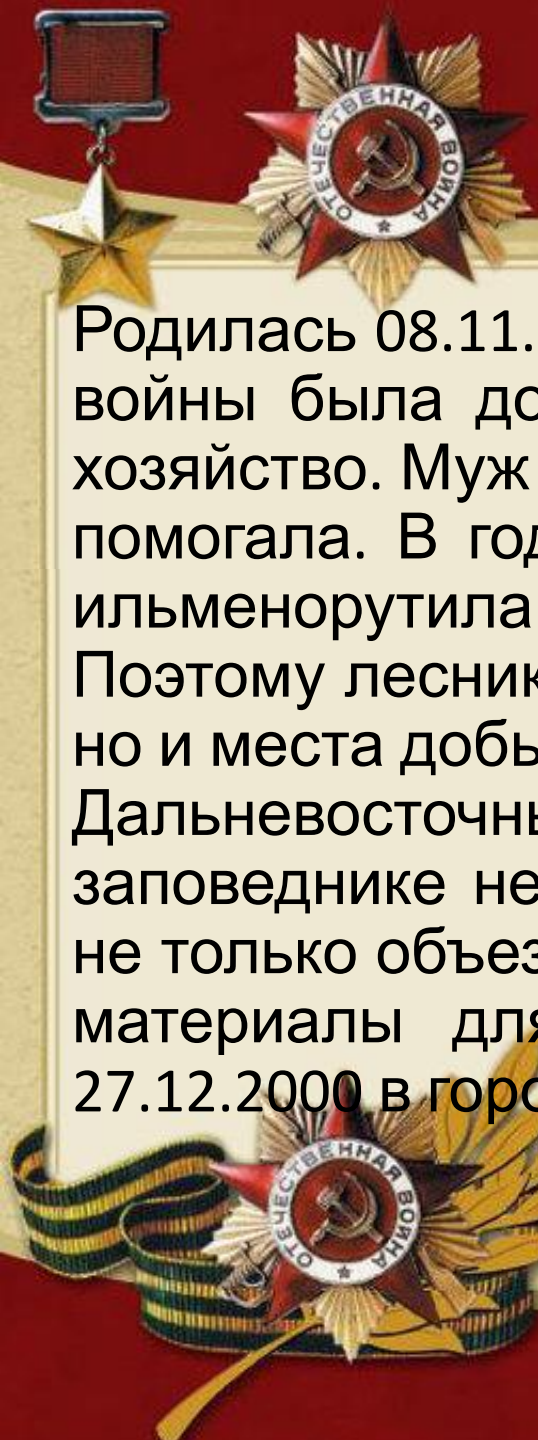 ОТЕЧЕСТВЕННАЯ ВОЙНА
Родилась 08.11.
войны была до
хозяйство. Муж
помогала. В год
ильменорутила
Поэтому лесник
но и места добы
Дальневосточны
заповеднике не
не только объез
материалы для
27.12.2000 в горо
ОТЕЧЕСТВЕННАЯ ВОЙНА